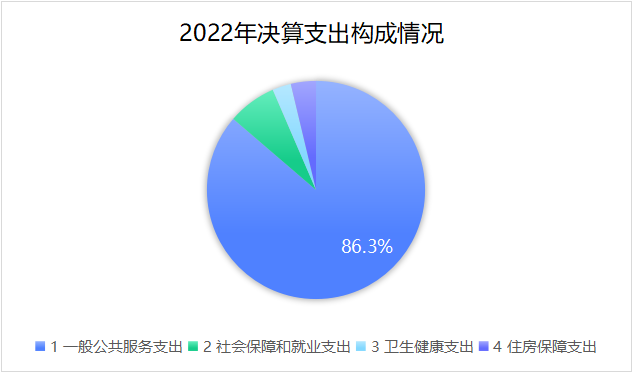 2022年决算支出构成情况
86.3%
1 一般公共服务支出 2 社会保障和就业支出 3 卫生健康支出 4 住房保障支出